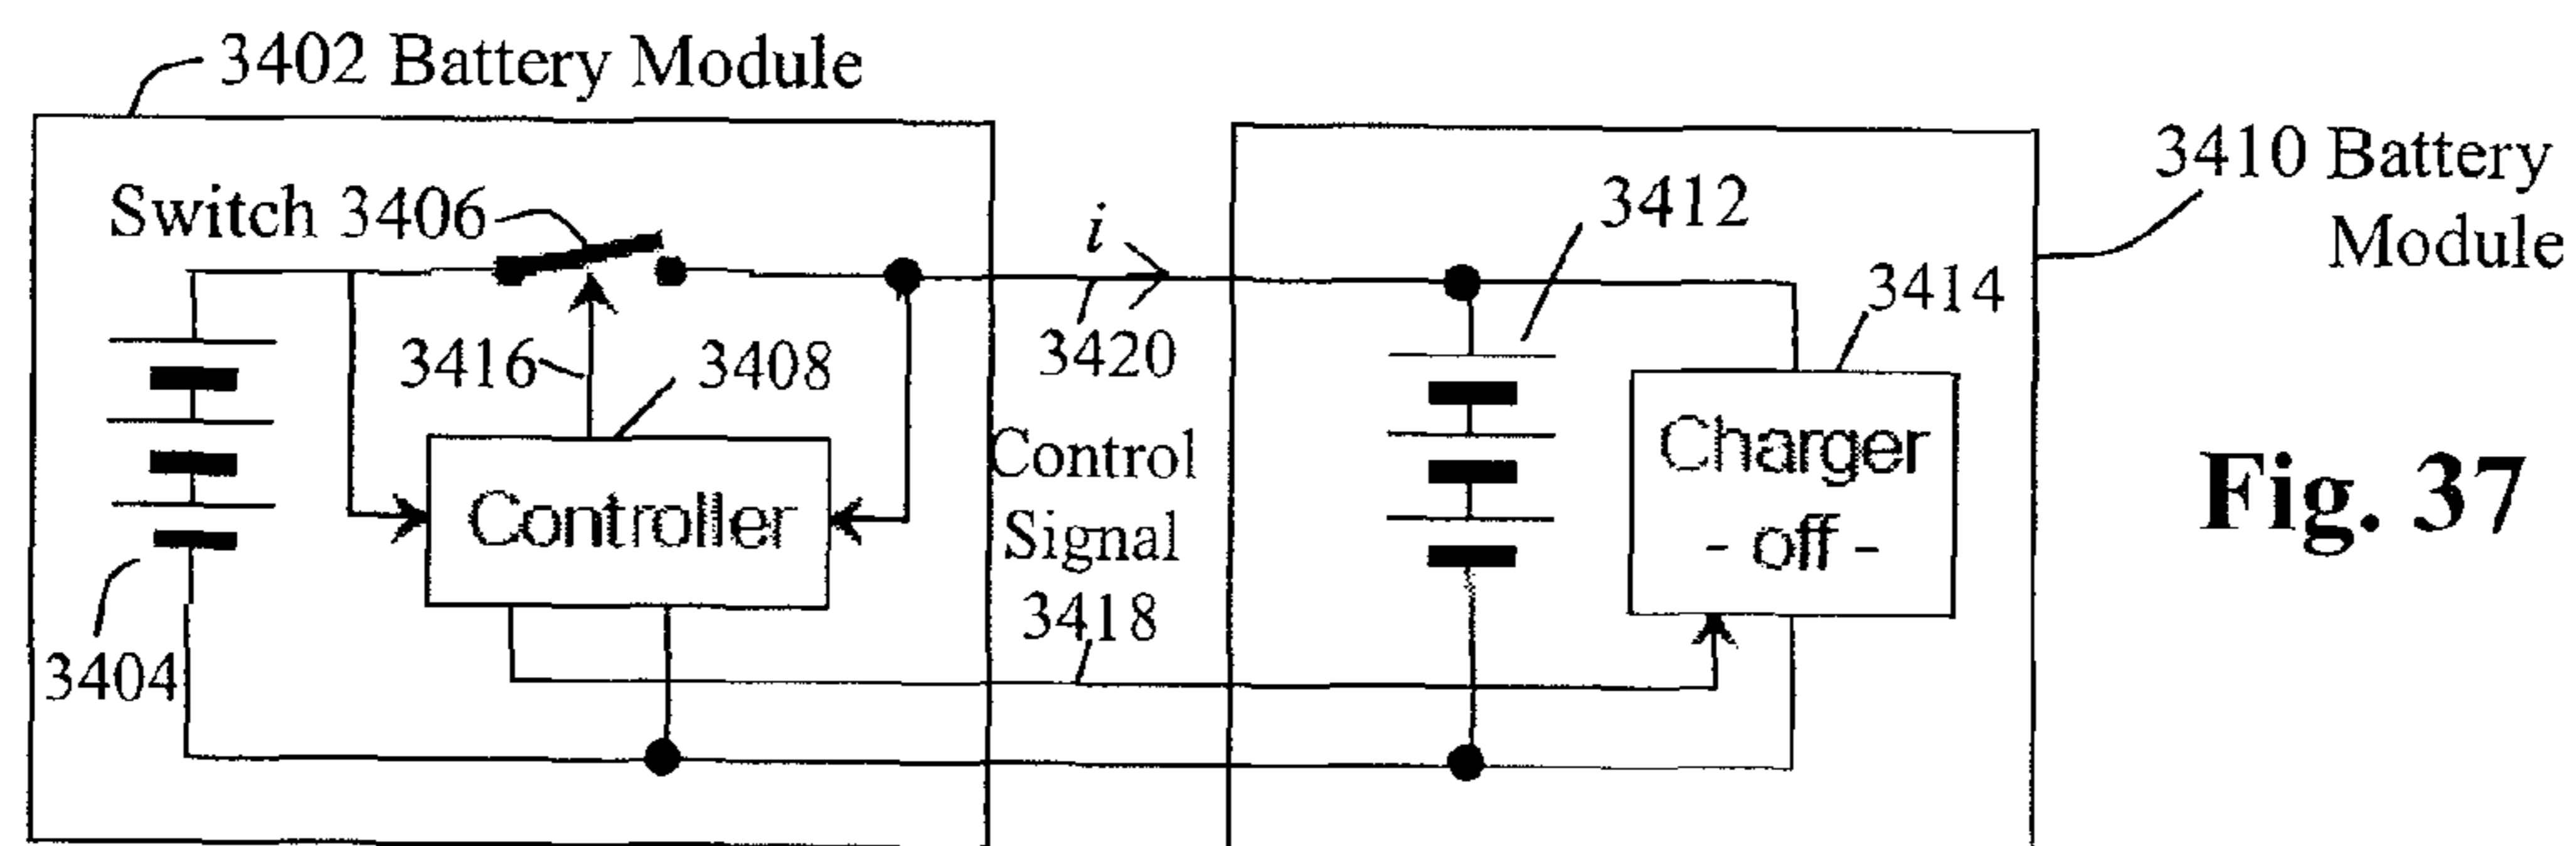 3402 Battery Module
3410 Battery
Module
Switch 3406
i
3412
3414
3416
3408
3420
Controller
Control
Signal
3418
Charger
- off -
3404
Fig. 37